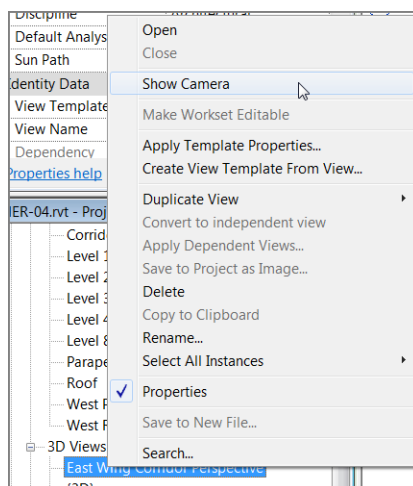 Discipline
Default Analys
Sun Path
dentity Data
View Template
View Name
Dependency
Properties help
Open
Close
Show Camera
Make Workset Editable
Apply Template Properties...
Create View Template From View...
Duplicate View
Convert to independent view
Apply Dependent Views...
Save to Project as Image...
Delete
Copy to Clipboard
Rename...
Select All Instances
Properties
Save to New File...
Search...
IER-04.rvt - Proj
Corrid
Level 1
Level 2
Level 3
Level 4
Level 8
Parape
Roof
West P
West F
3D Views
East Wing Corridor Perspective
{3D}